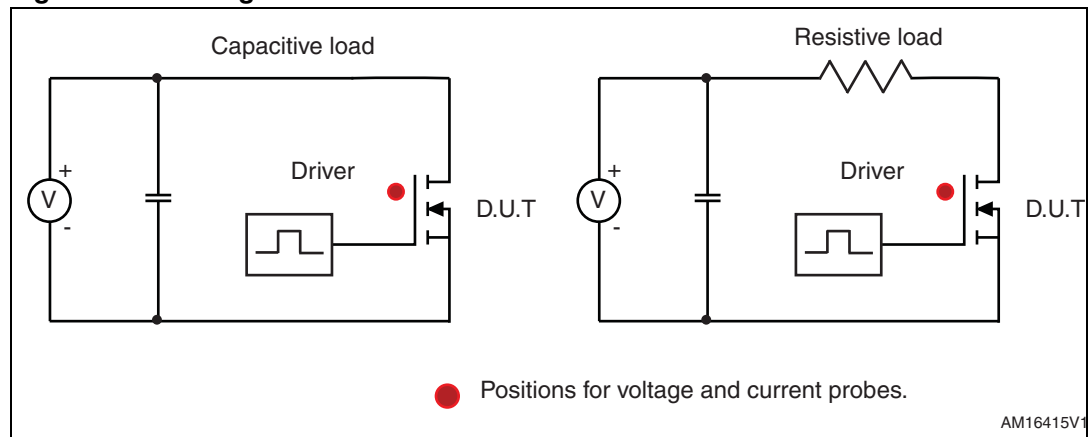 Capacitive load
Resistive load
+
V
-
Driver
D.U.T
+
V
-
Driver
D.U.T
Positions for voltage and current probes.
AM16415V1